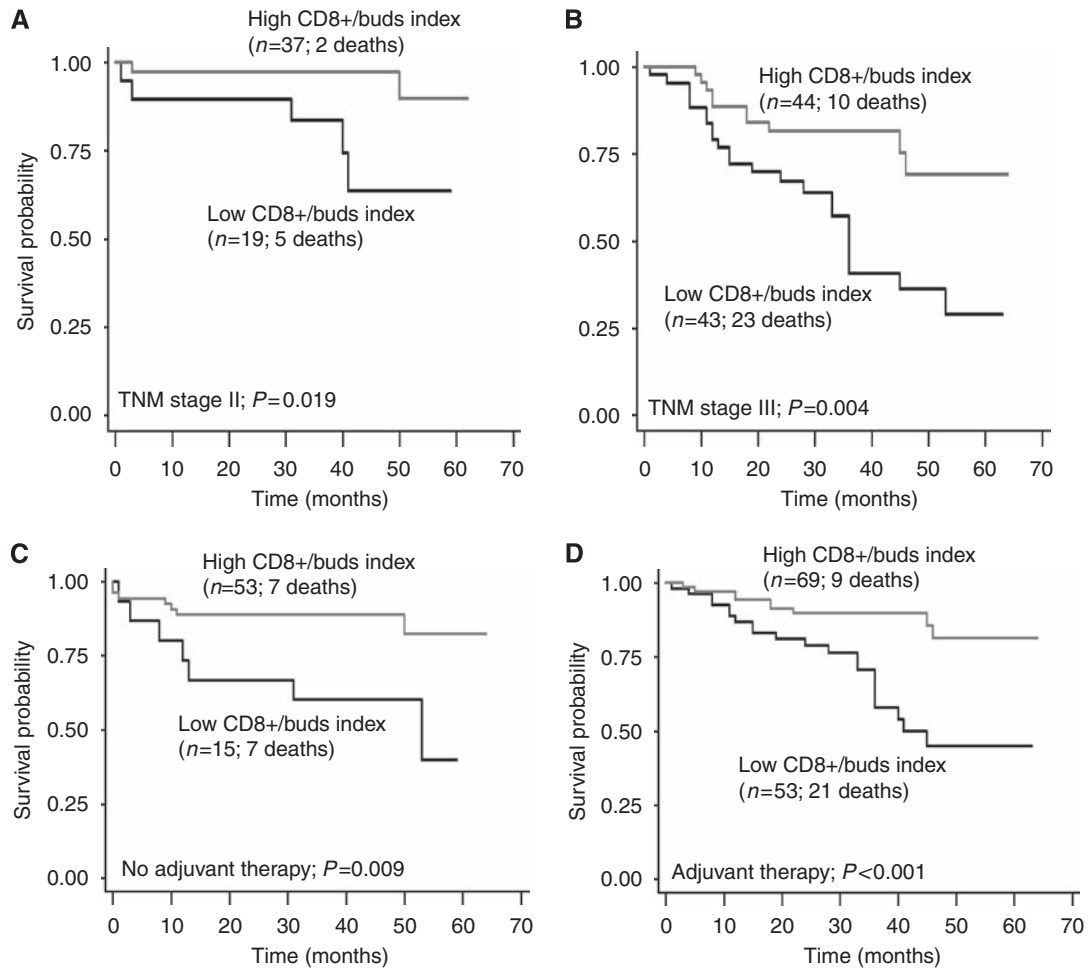 A
High CD8+/buds index
(n=37; 2 deaths)
1.00
0.75
0.50
0.25
0.00
Survival probability
Low CD8+/buds index
(n=19; 5 deaths)
TNM stage II; P=0.019
0 10 20 30 40 50 60 70
Time (months)
B
High CD8+/buds index
(n=44; 10 deaths)
1.00
0.75
0.50
0.25
0.00
Survival probability
Low CD8+/buds index
(n=43; 23 deaths)
TNM stage III; P=0.004
0 10 20 30 40 50 60 70
Time (months)
C
High CD8+/buds index
(n=53; 7 deaths)
1.00
0.75
0.50
0.25
0.00
Survival probability
Low CD8+/buds index
(n=15; 7 deaths)
No adjuvant therapy; P=0.009
0 10 20 30 40 50 60 70
Time (months)
D
High CD8+/buds index
(n=69; 9 deaths)
1.00
0.75
0.50
0.25
0.00
Survival probability
Low CD8+/buds index
(n=53; 21 deaths)
Adjuvant therapy; P<0.001
0 10 20 30 40 50 60 70
Time (months)